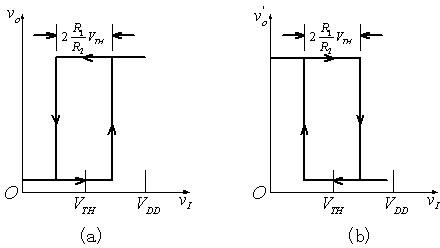 v_o
2 R_1/R_2 V_TH
O
V_TH
V_DD
v_I
(a)
v_o'
2 R_1/R_2 V_TH
O
V_TH
V_DD
v_I
(b)